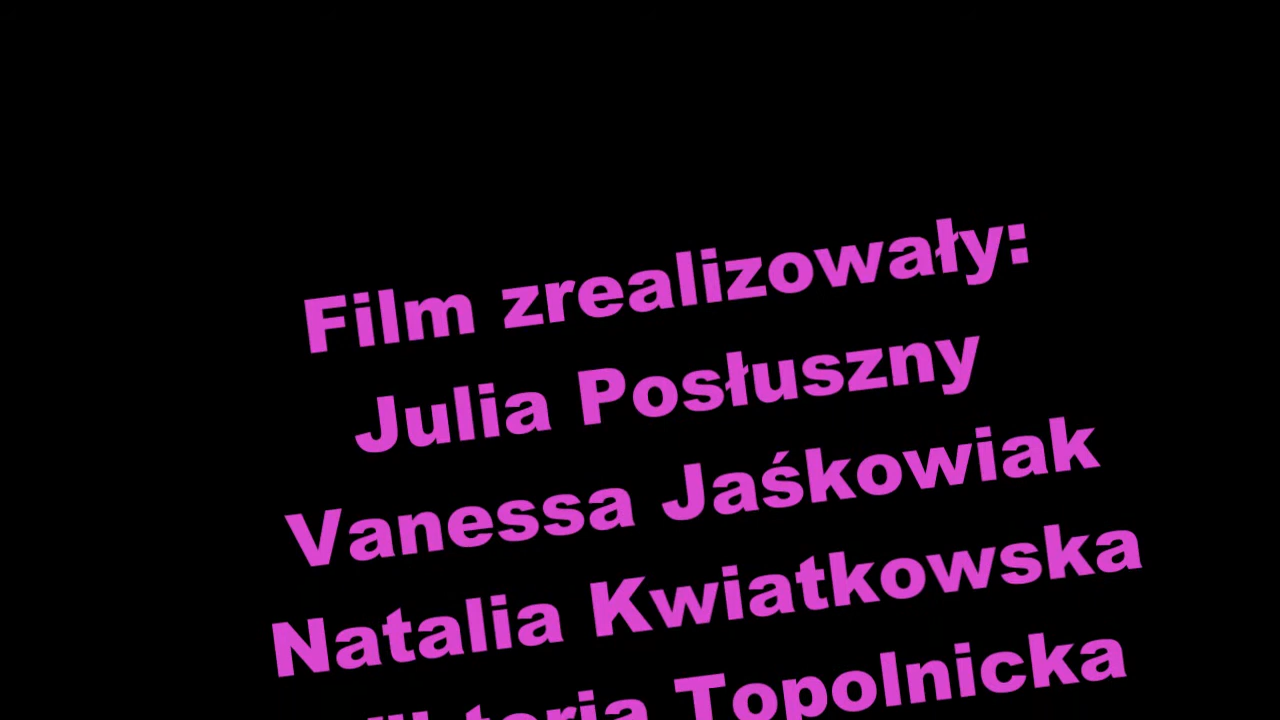 Film zrealizowały:
Julia Posłuszny
Vanessa Jaśkowiak
Natalia Kwiatkowska
Topolnicka